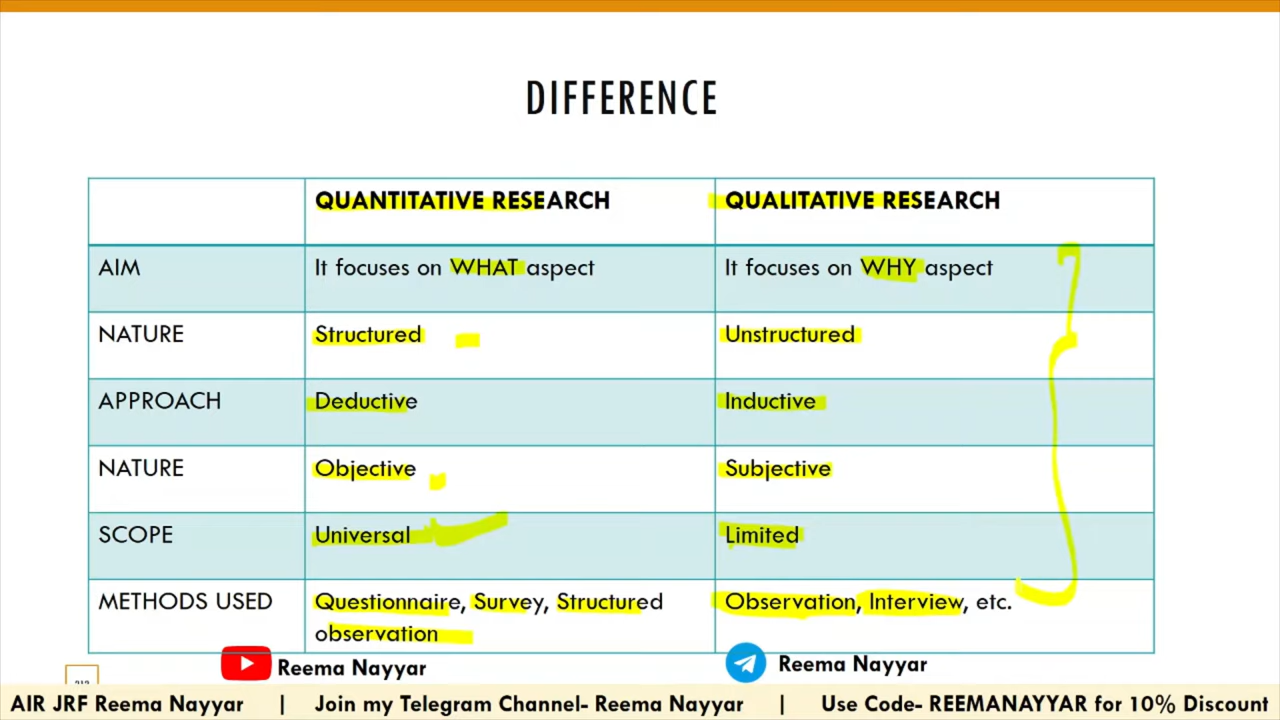 DIFFERENCE
QUANTITATIVE RESEARCH
QUALITATIVE RESEARCH
AIM
It focuses on WHAT aspect
It focuses on WHY aspect
NATURE
Structured
Unstructured
APPROACH
Deductive
Inductive
NATURE
Objective
Subjective
SCOPE
Universal
Limited
METHODS USED
Questionnaire, Survey, Structured
observation
Observation, Interview, etc.
Reema Nayyar
Reema Nayyar
AIR JRF Reema Nayyar | Join my Telegram Channel- Reema Nayyar | Use Code- REEMANAYYAR for 10% Discount